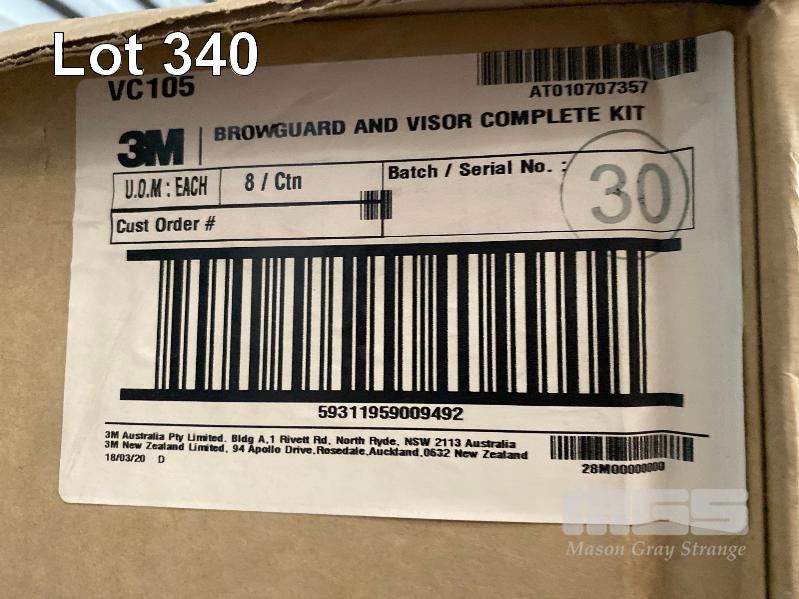 Lot 340
VC105
AT010707357
3M
BROWGUARD AND VISOR COMPLETE KIT
U.O.M : EACH
8 / Ctn
Batch / Serial No. :
30
Cust Order #
59311959009492
3M Australia Pty Limited. Bldg A,1 Rivett Rd, North Ryde, NSW 2113 Australia
3M New Zealand Limited, 94 Apollo Drive,Rosedale,Auckland,0632 New Zealand
18/03/20 D
28M00000000
MGS
Mason Gray Strange